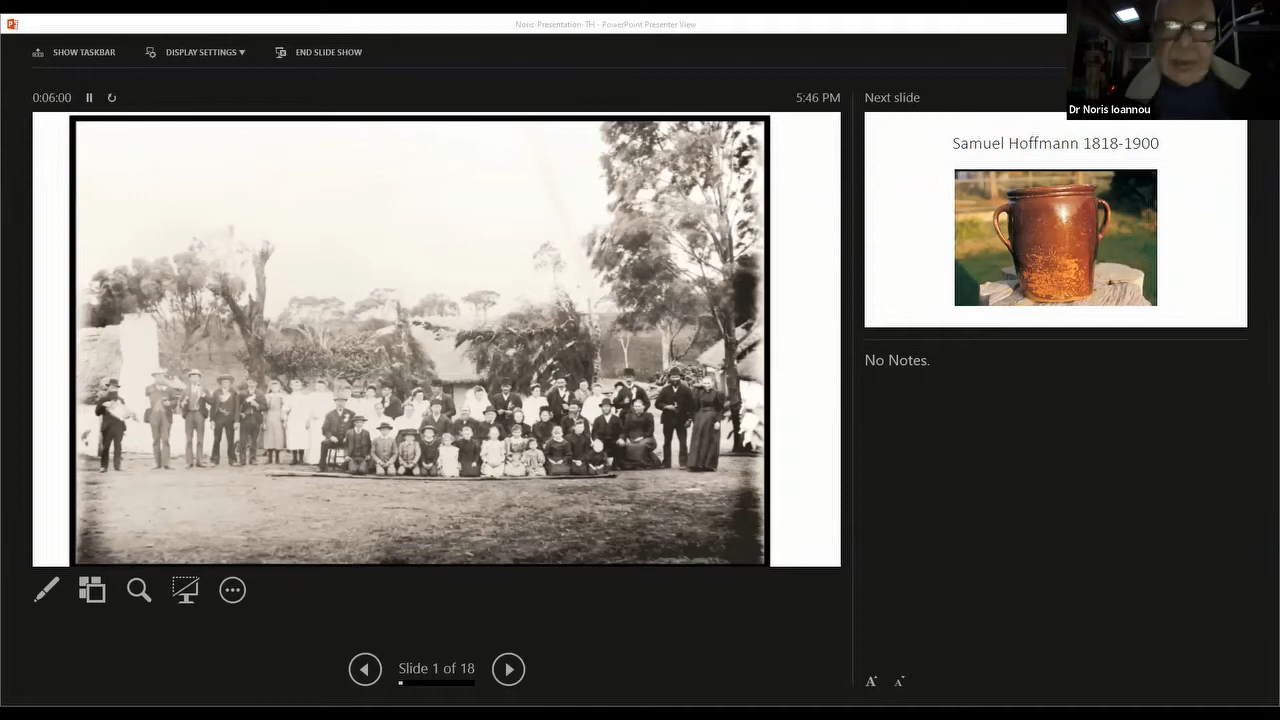 Noris-Presentation-TH - PowerPoint Presenter View
SHOW TASKBAR DISPLAY SETTINGS ▼ END SLIDE SHOW
Dr Noris Ioannou
0:06:00 5:46 PM
Next slide
Samuel Hoffmann 1818-1900
No Notes.
Slide 1 of 18
A A